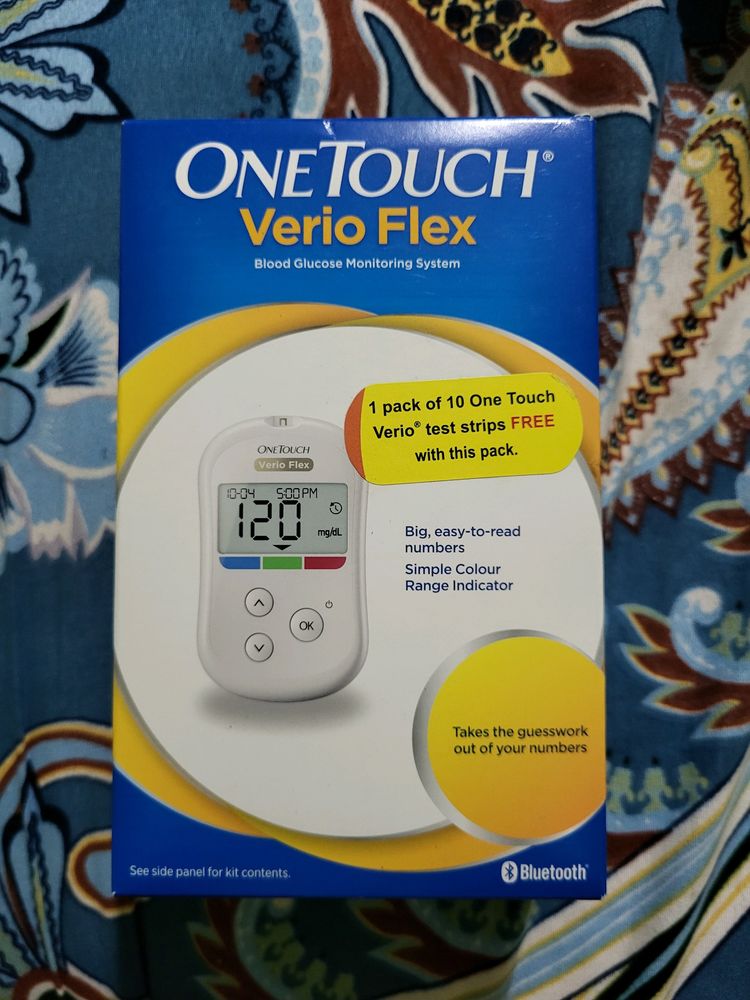 ONETOUCH®
Verio Flex
Blood Glucose Monitoring System
1 pack of 10 One Touch
Verio® test strips FREE
with this pack.
ONETOUCH
Verio Flex
10-04 5:00 PM
120 mg/dL
OK
Big, easy-to-read
numbers
Simple Colour
Range Indicator
Takes the guesswork
out of your numbers
See side panel for kit contents.
Bluetooth®